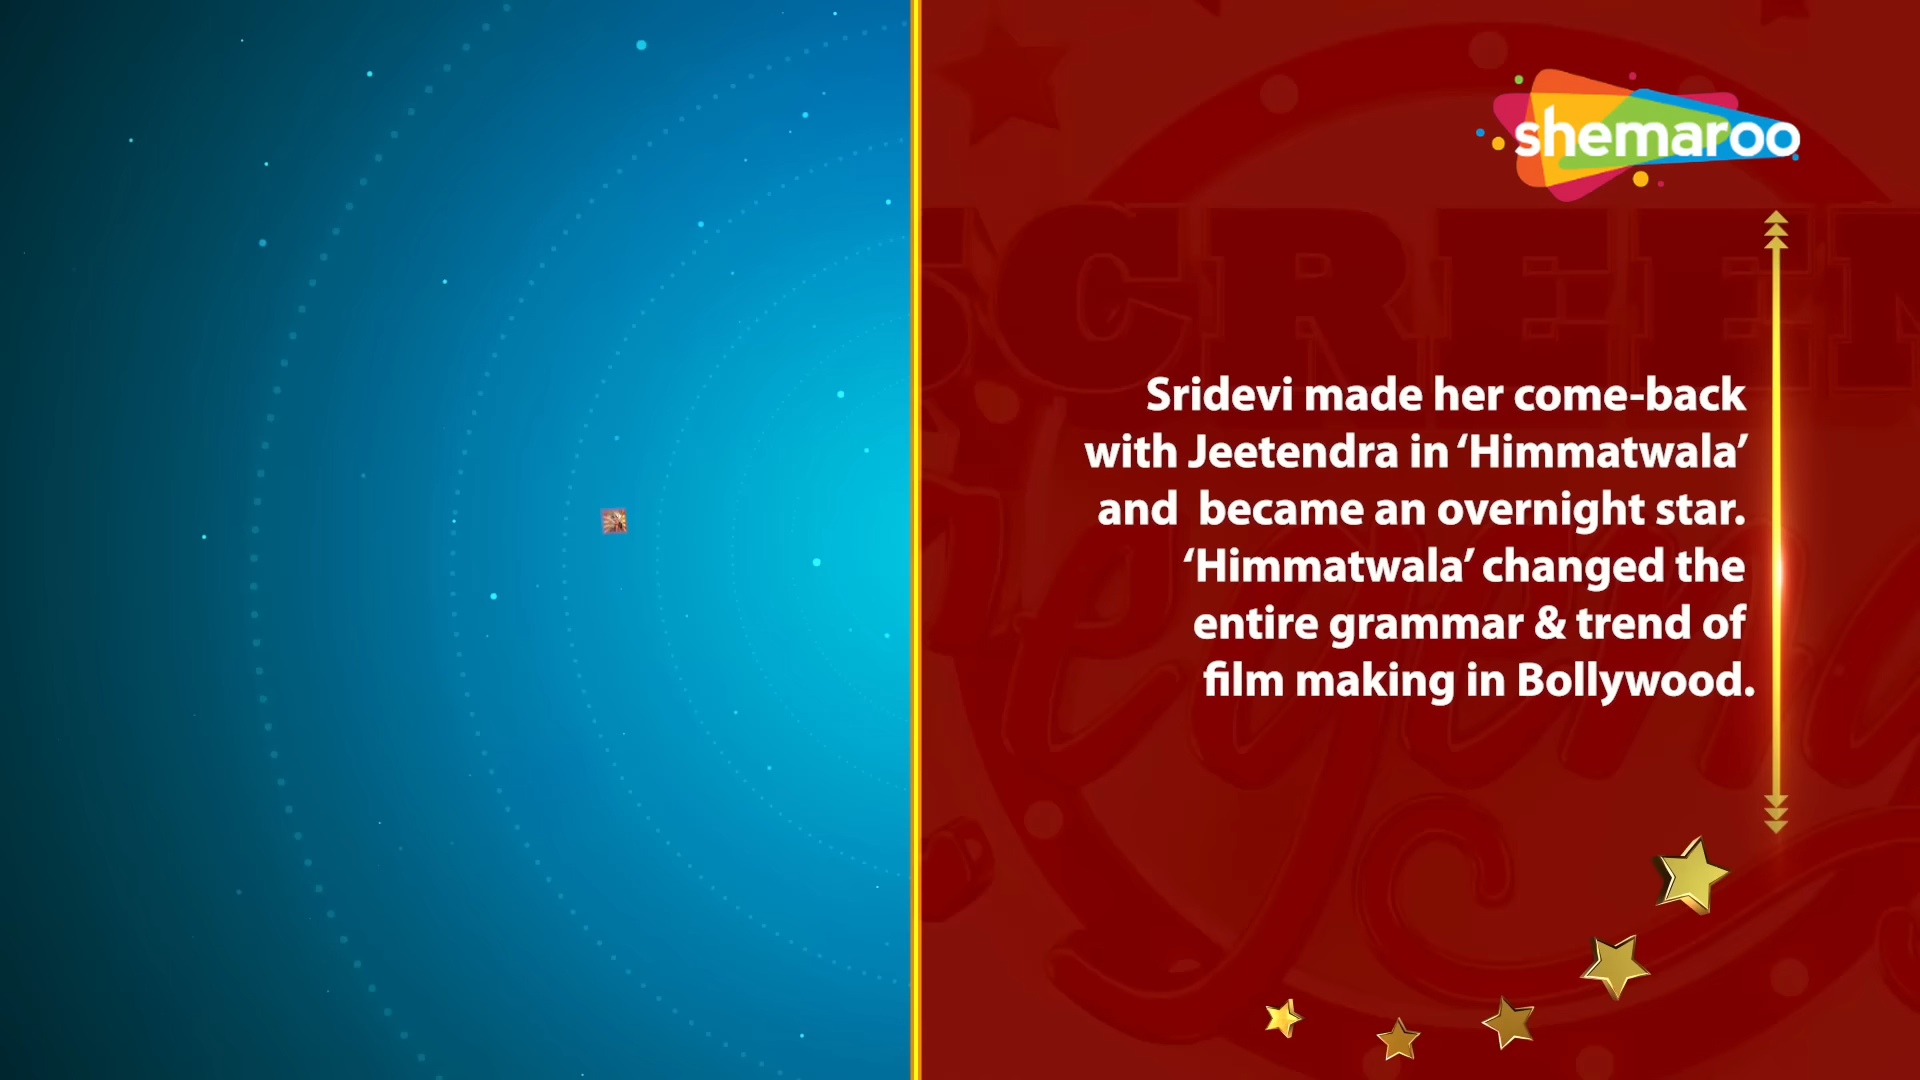 shemaroo
SCREEN
Sridevi made her come-back
with Jeetendra in ‘Himmatwala’
and  became an overnight star.
‘Himmatwala’ changed the
entire grammar & trend of
film making in Bollywood.